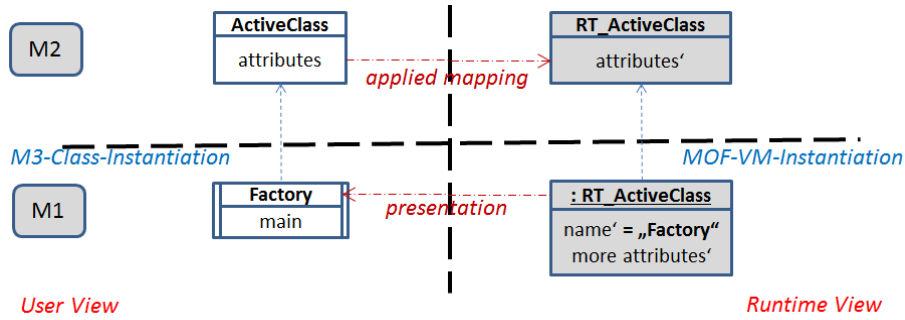 M2
ActiveClass
attributes
applied mapping
RT_ActiveClass
attributes‘
M3-Class-Instantiation
MOF-VM-Instantiation
M1
Factory
main
presentation
: RT_ActiveClass
name‘ = „Factory“
more attributes‘
User View
Runtime View